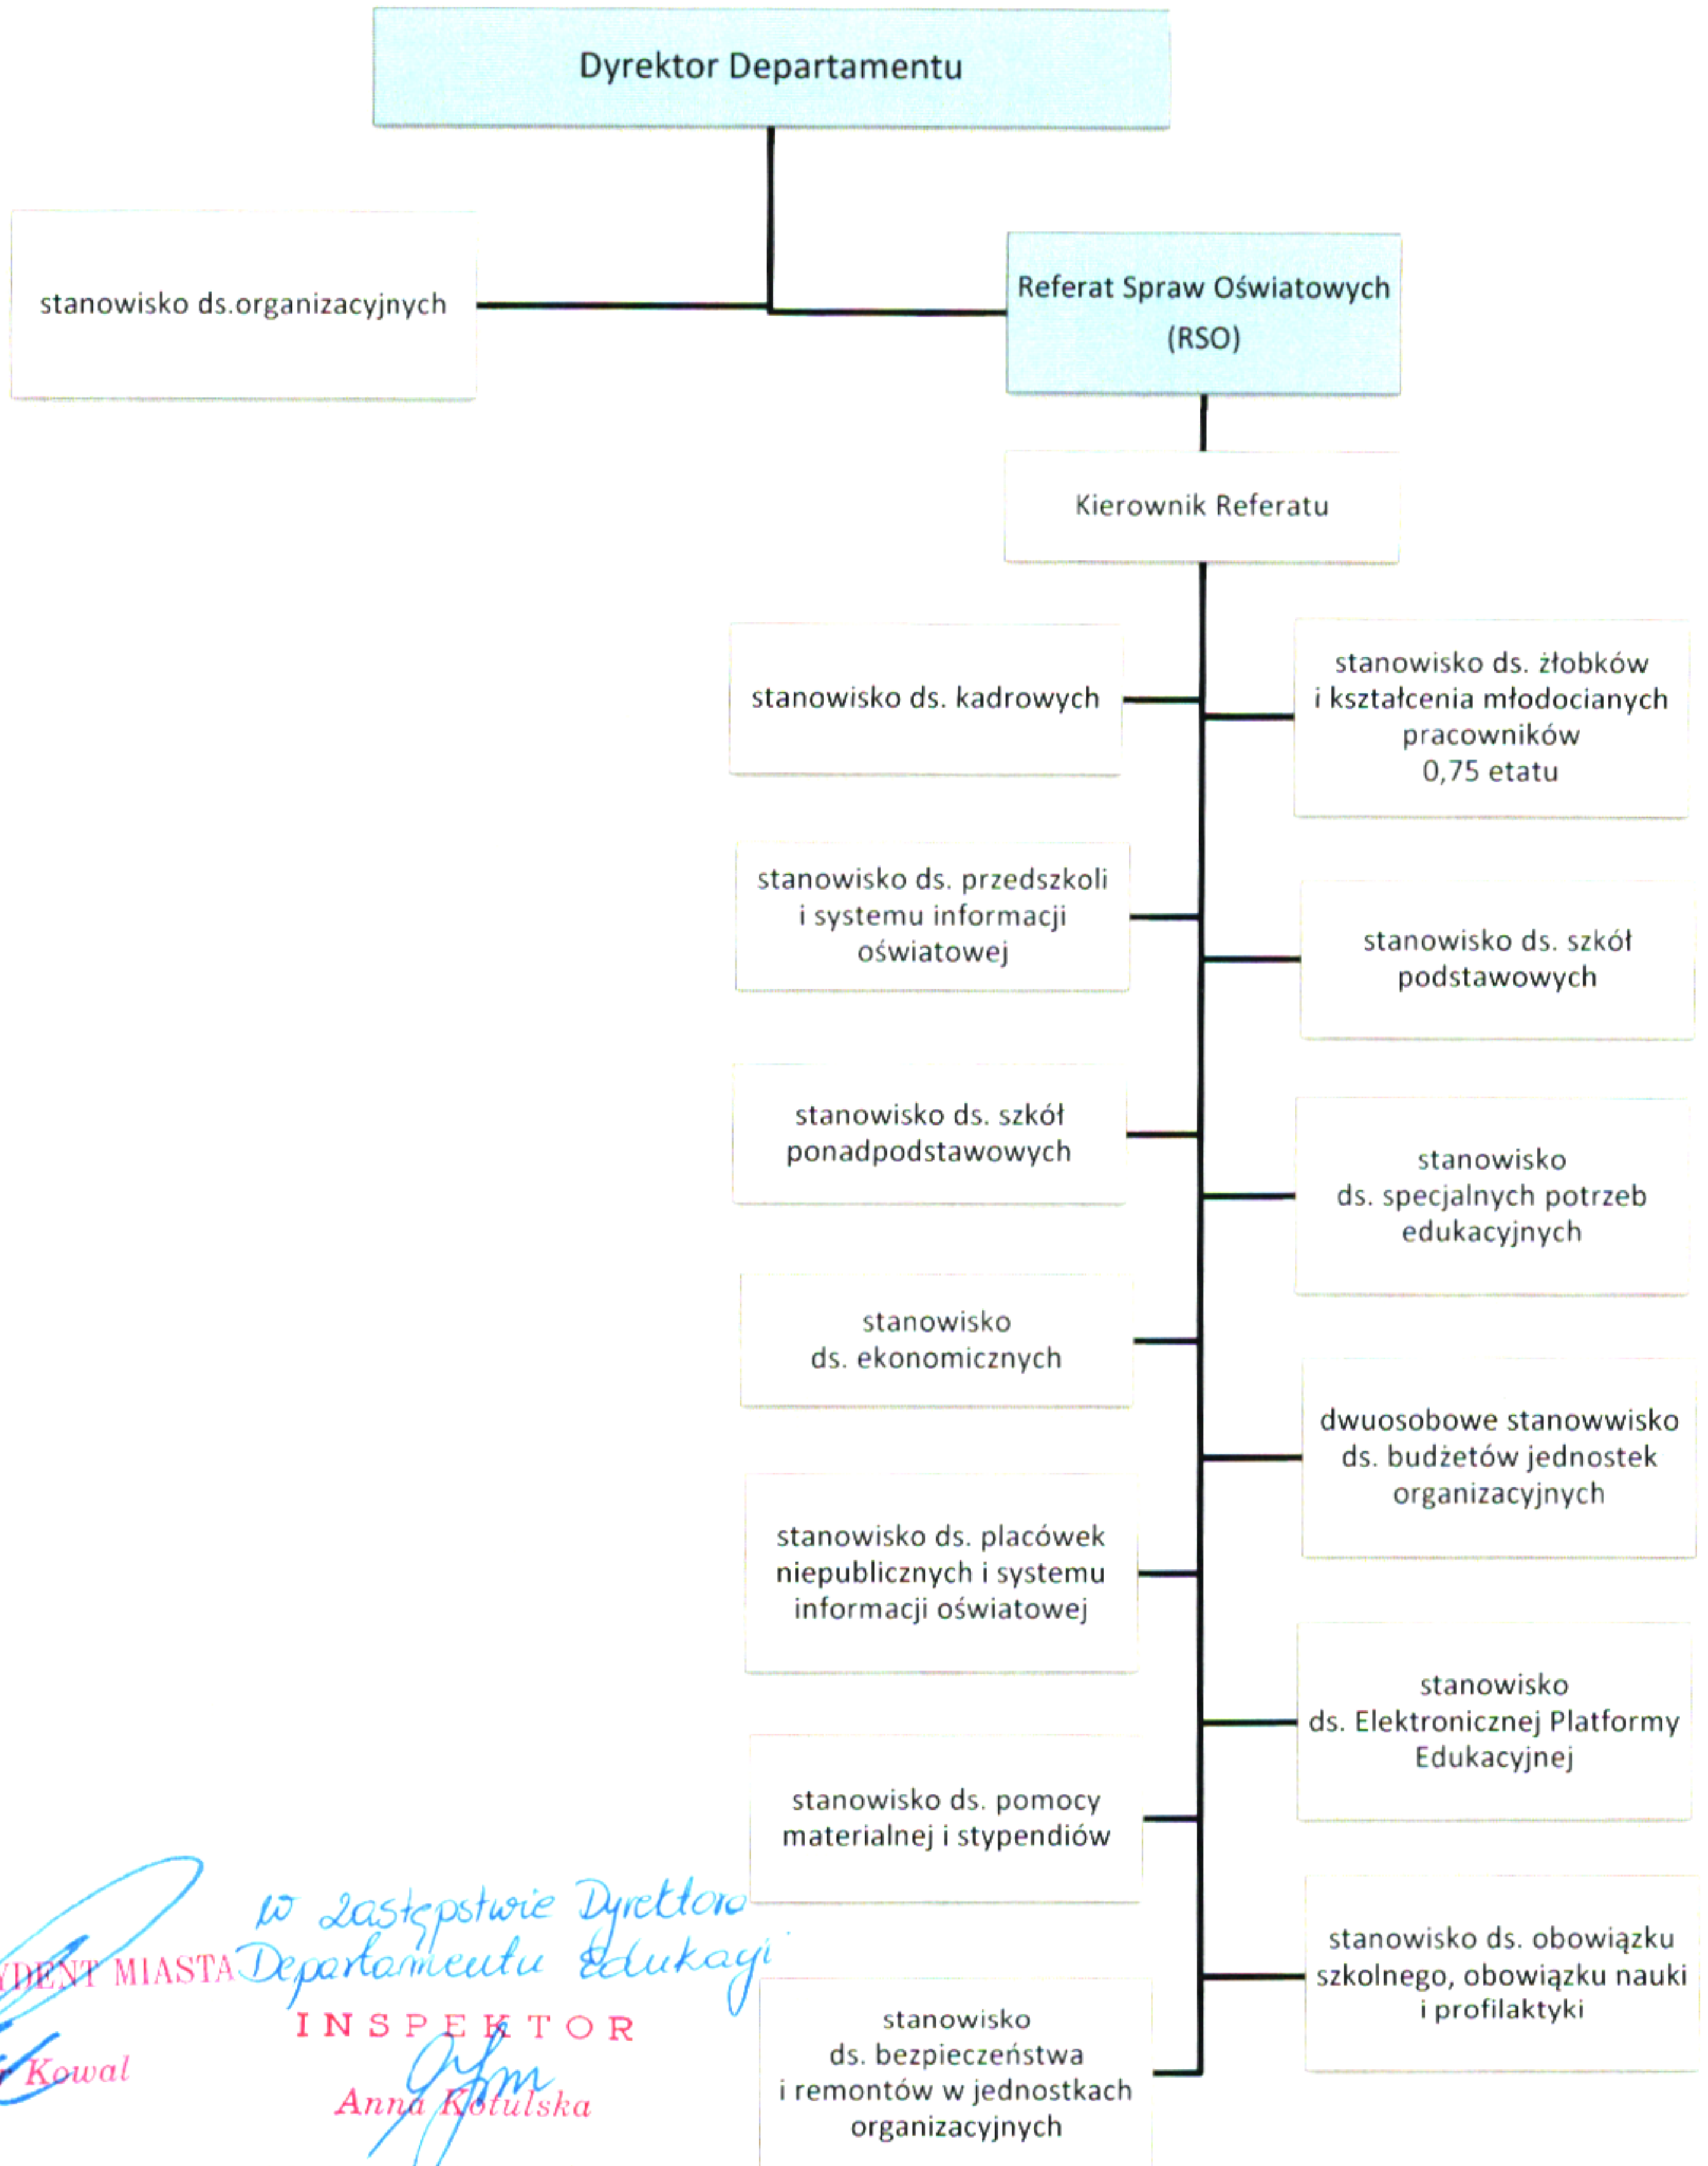 Dyrektor Departamentu
stanowisko ds.organizacyjnych
Referat Spraw Oświatowych
(RSO)
Kierownik Referatu
stanowisko ds. kadrowych
stanowisko ds. żłobków
i kształcenia młodocianych
pracowników
0,75 etatu
stanowisko ds. przedszkoli
i systemu informacji
oświatowej
stanowisko ds. szkół
podstawowych
stanowisko ds. szkół
ponadpodstawowych
stanowisko
ds. specjalnych potrzeb
edukacyjnych
stanowisko
ds. ekonomicznych
dwuosobowe stanowwisko
ds. budżetów jednostek
organizacyjnych
stanowisko ds. placówek
niepublicznych i systemu
informacji oświatowej
stanowisko
ds. Elektronicznej Platformy
Edukacyjnej
stanowisko ds. pomocy
materialnej i stypendiów
stanowisko ds. obowiązku
szkolnego, obowiązku nauki
i profilaktyki
stanowisko
ds. bezpieczeństwa
i remontów w jednostkach
organizacyjnych
w zastępstwie Dyrektora
Departamentu Edukacji
YDENT MIASTA
INSPEKTOR
Kowal
Anna Kotulska